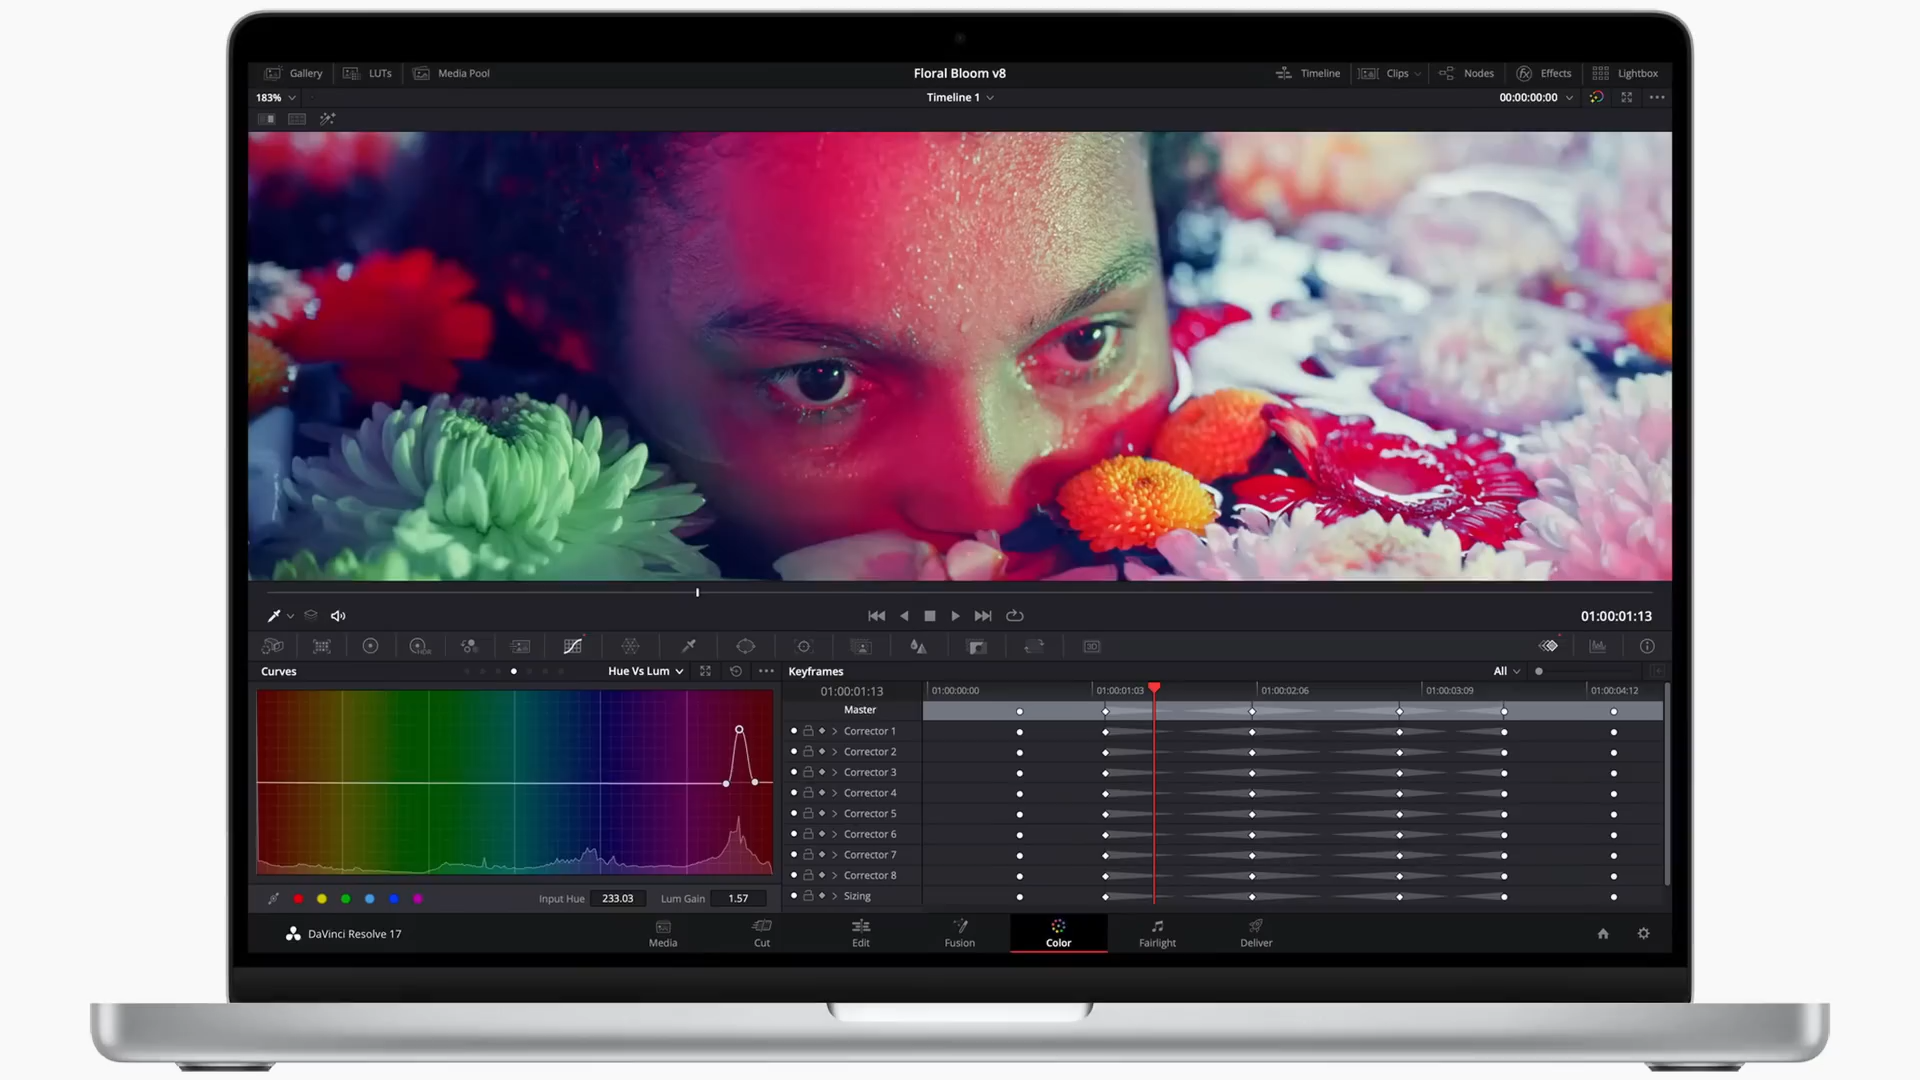 Gallery LUTs Media Pool Floral Bloom v8 Timeline Clips Nodes Effects Lightbox
183% Timeline 1 00:00:00:00
01:00:01:13
Curves Hue Vs Lum Keyframes All
01:00:01:13 01:00:00:00 01:00:01:03 01:00:02:06 01:00:03:09 01:00:04:12
Master
Corrector 1
Corrector 2
Corrector 3
Corrector 4
Corrector 5
Corrector 6
Corrector 7
Corrector 8
Sizing
Input Hue 233.03 Lum Gain 1.57
DaVinci Resolve 17 Media Cut Edit Fusion Color Fairlight Deliver